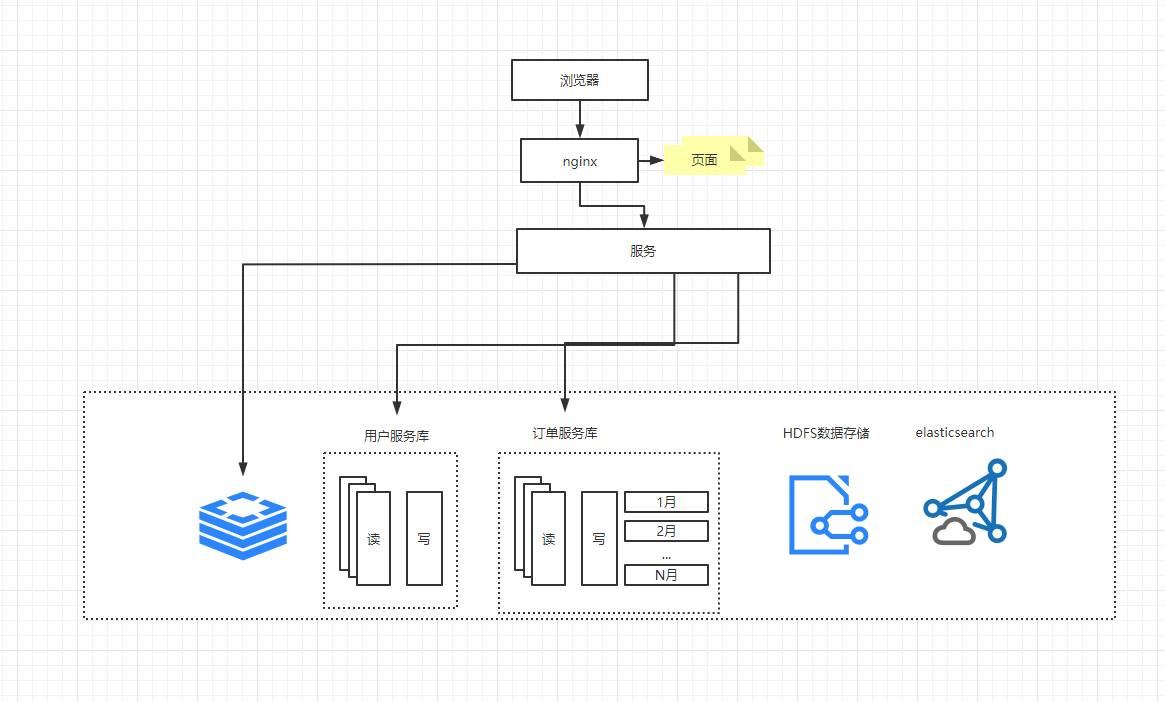 浏览器
nginx
页面
服务
用户服务库
订单服务库
HDFS数据存储
elasticsearch
读
写
读
写
1月
2月
...
N月